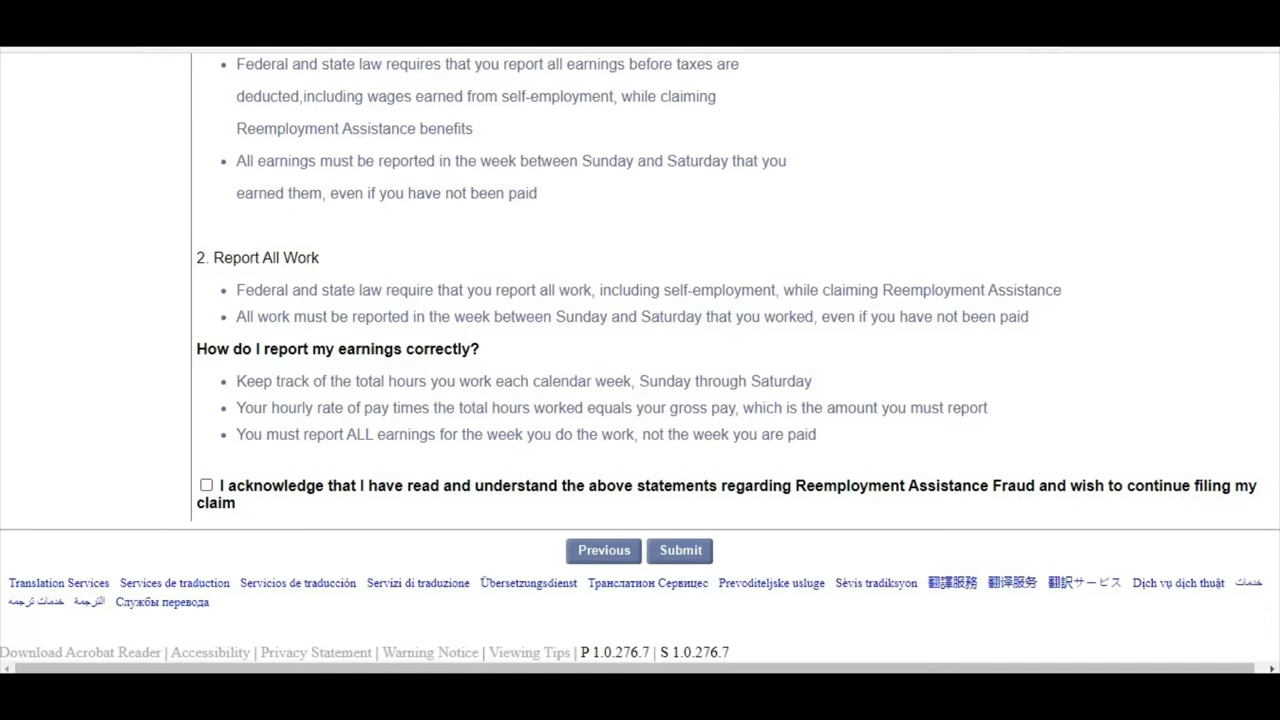 Federal and state law requires that you report all earnings before taxes are
deducted,including wages earned from self-employment, while claiming
Reemployment Assistance benefits
All earnings must be reported in the week between Sunday and Saturday that you
earned them, even if you have not been paid
2. Report All Work
Federal and state law require that you report all work, including self-employment, while claiming Reemployment Assistance
All work must be reported in the week between Sunday and Saturday that you worked, even if you have not been paid
How do I report my earnings correctly?
Keep track of the total hours you work each calendar week, Sunday through Saturday
Your hourly rate of pay times the total hours worked equals your gross pay, which is the amount you must report
You must report ALL earnings for the week you do the work, not the week you are paid
I acknowledge that I have read and understand the above statements regarding Reemployment Assistance Fraud and wish to continue filing my
claim
Previous Submit
Translation Services Services de traduction Servicios de traducción Servizi di traduzione Übersetzungsdienst Транслатион Сервицес Prevoditeljske usluge Sèvis tradiksyon 翻譯服務 翻译服务 翻訳サービス Dịch vụ dịch thuật خدمات
الترجمة خدمات ترجمه Службы перевода
Download Acrobat Reader | Accessibility | Privacy Statement | Warning Notice | Viewing Tips | P 1.0.276.7 | S 1.0.276.7